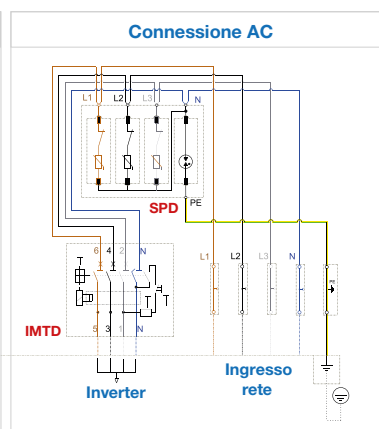 Connessione AC
L1 L2 L3 N
PE
SPD
6 4 2 N
L1 L2 L3 N
IMTD
5 3 1 N
Inverter
Ingresso
rete